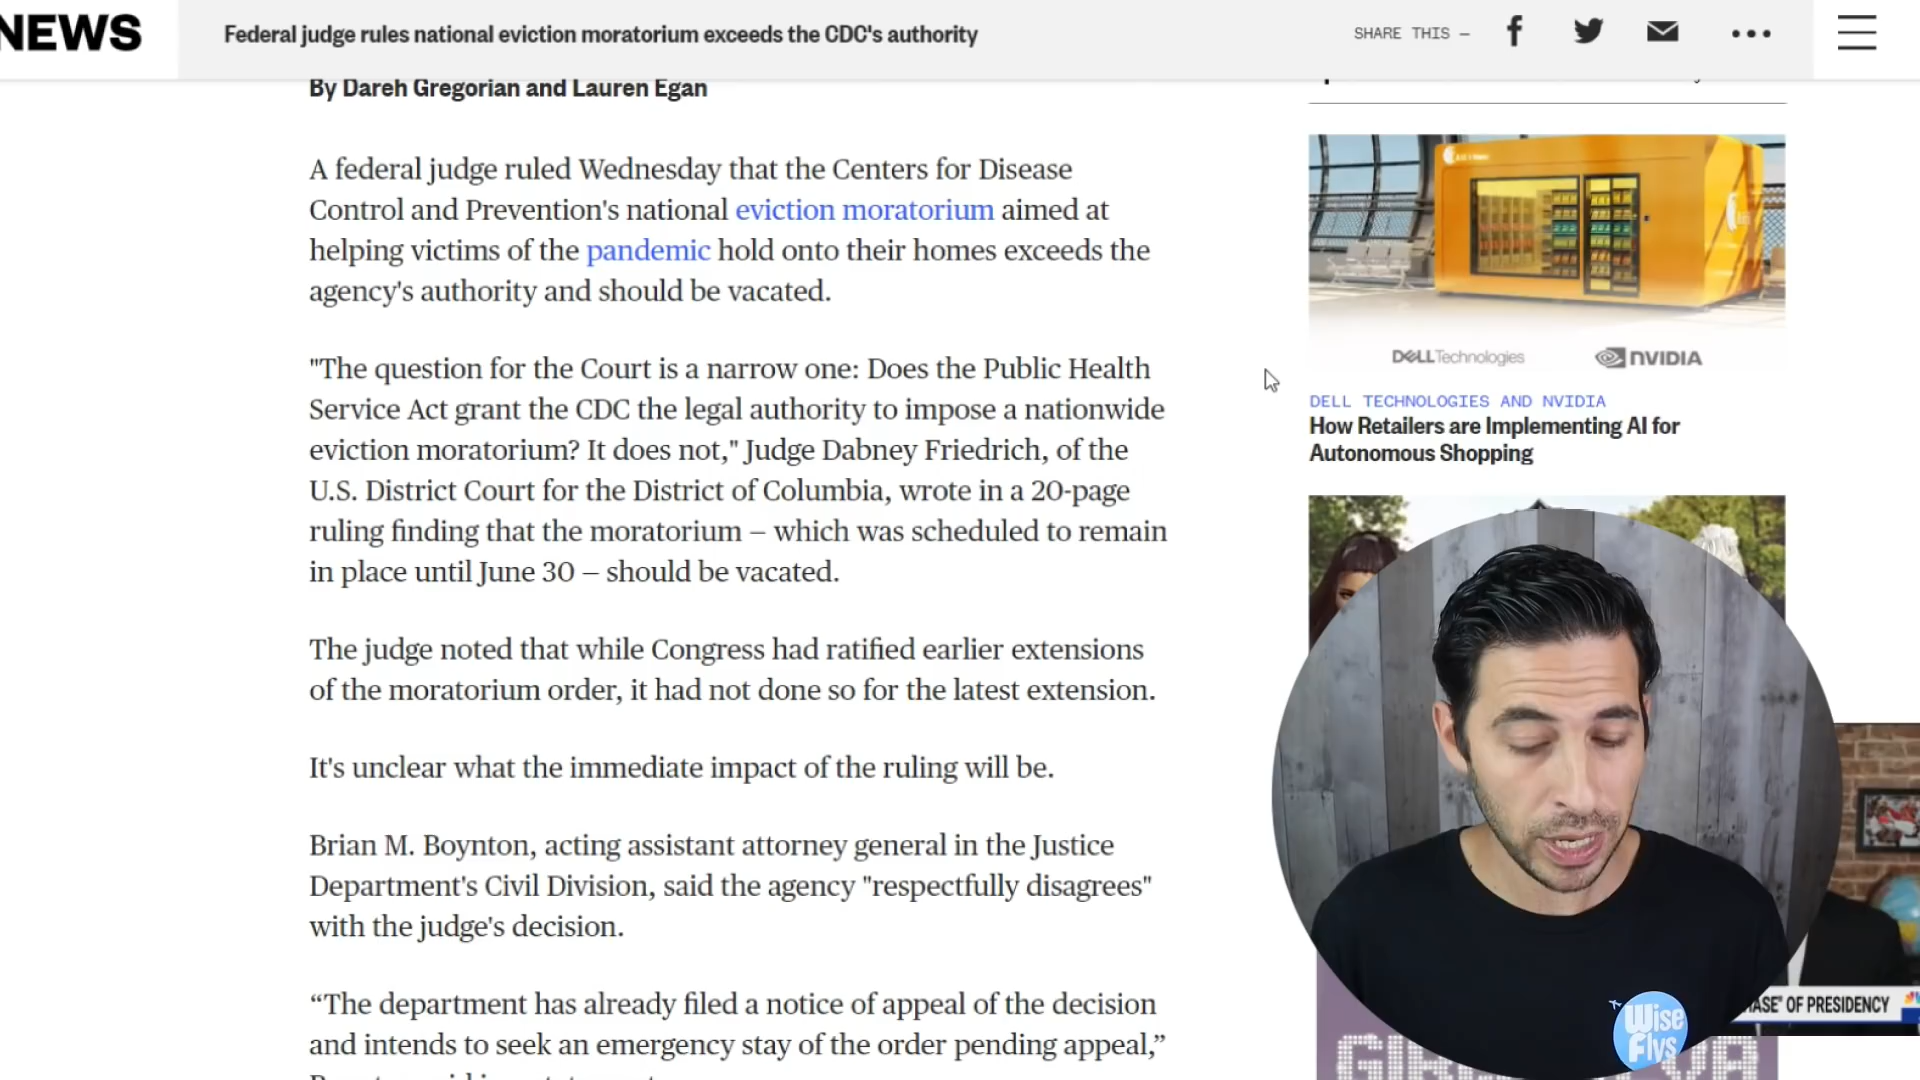 NEWS
Federal judge rules national eviction moratorium exceeds the CDC's authority
SHARE THIS —
By Dareh Gregorian and Lauren Egan
A federal judge ruled Wednesday that the Centers for Disease
Control and Prevention's national eviction moratorium aimed at
helping victims of the pandemic hold onto their homes exceeds the
agency's authority and should be vacated.
"The question for the Court is a narrow one: Does the Public Health
Service Act grant the CDC the legal authority to impose a nationwide
eviction moratorium? It does not," Judge Dabney Friedrich, of the
U.S. District Court for the District of Columbia, wrote in a 20-page
ruling finding that the moratorium — which was scheduled to remain
in place until June 30 — should be vacated.
The judge noted that while Congress had ratified earlier extensions
of the moratorium order, it had not done so for the latest extension.
It's unclear what the immediate impact of the ruling will be.
Brian M. Boynton, acting assistant attorney general in the Justice
Department's Civil Division, said the agency "respectfully disagrees"
with the judge's decision.
“The department has already filed a notice of appeal of the decision
and intends to seek an emergency stay of the order pending appeal,”
DELLTechnologies
NVIDIA
DELL TECHNOLOGIES AND NVIDIA
How Retailers are Implementing AI for
Autonomous Shopping
OF PRESIDENCY
Wise
Flys